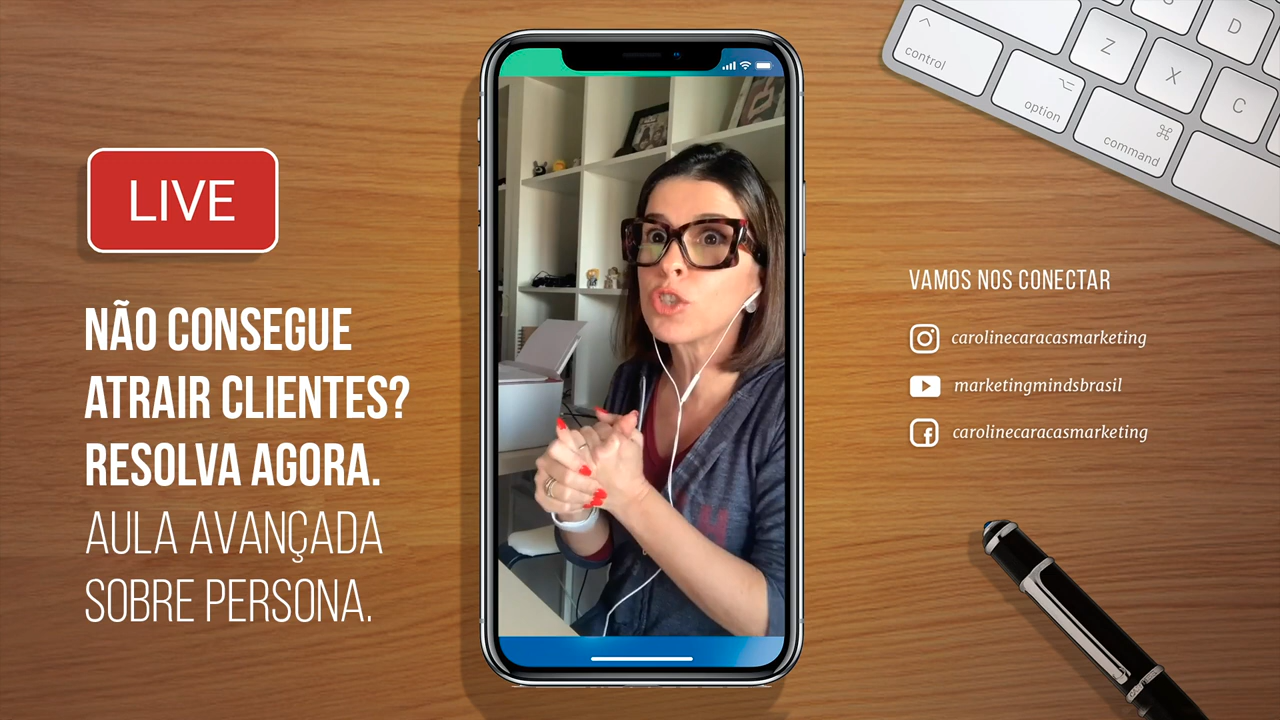 LIVE
NÃO CONSEGUE
ATRAIR CLIENTES?
RESOLVA AGORA.
AULA AVANÇADA
SOBRE PERSONA.
VAMOS NOS CONECTAR
carolinecaracasmarketing
marketingmindsbrasil
carolinecaracasmarketing
control
option
command
Z
X
C
S
D